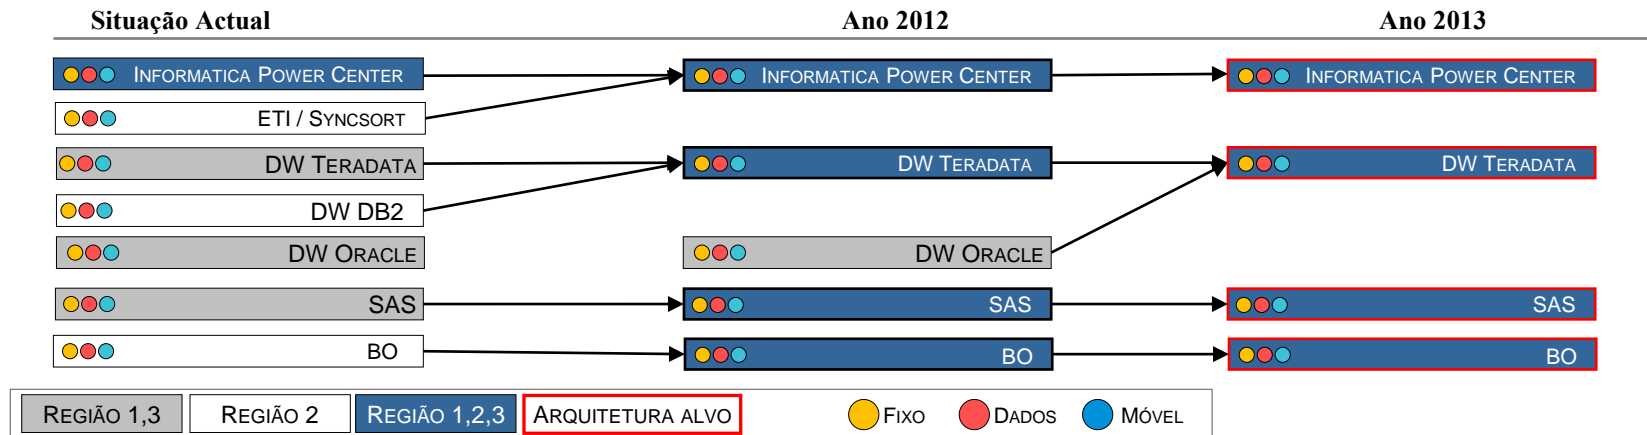 Situação Actual Ano 2012 Ano 2013
INFORMATICA POWER CENTER INFORMATICA POWER CENTER INFORMATICA POWER CENTER
ETI / SYNCSORT
DW TERADATA DW TERADATA DW TERADATA
DW DB2
DW ORACLE DW ORACLE
SAS SAS SAS
BO BO BO
REGIÃO 1,3 REGIÃO 2 REGIÃO 1,2,3 ARQUITETURA ALVO FIXO DADOS MÓVEL